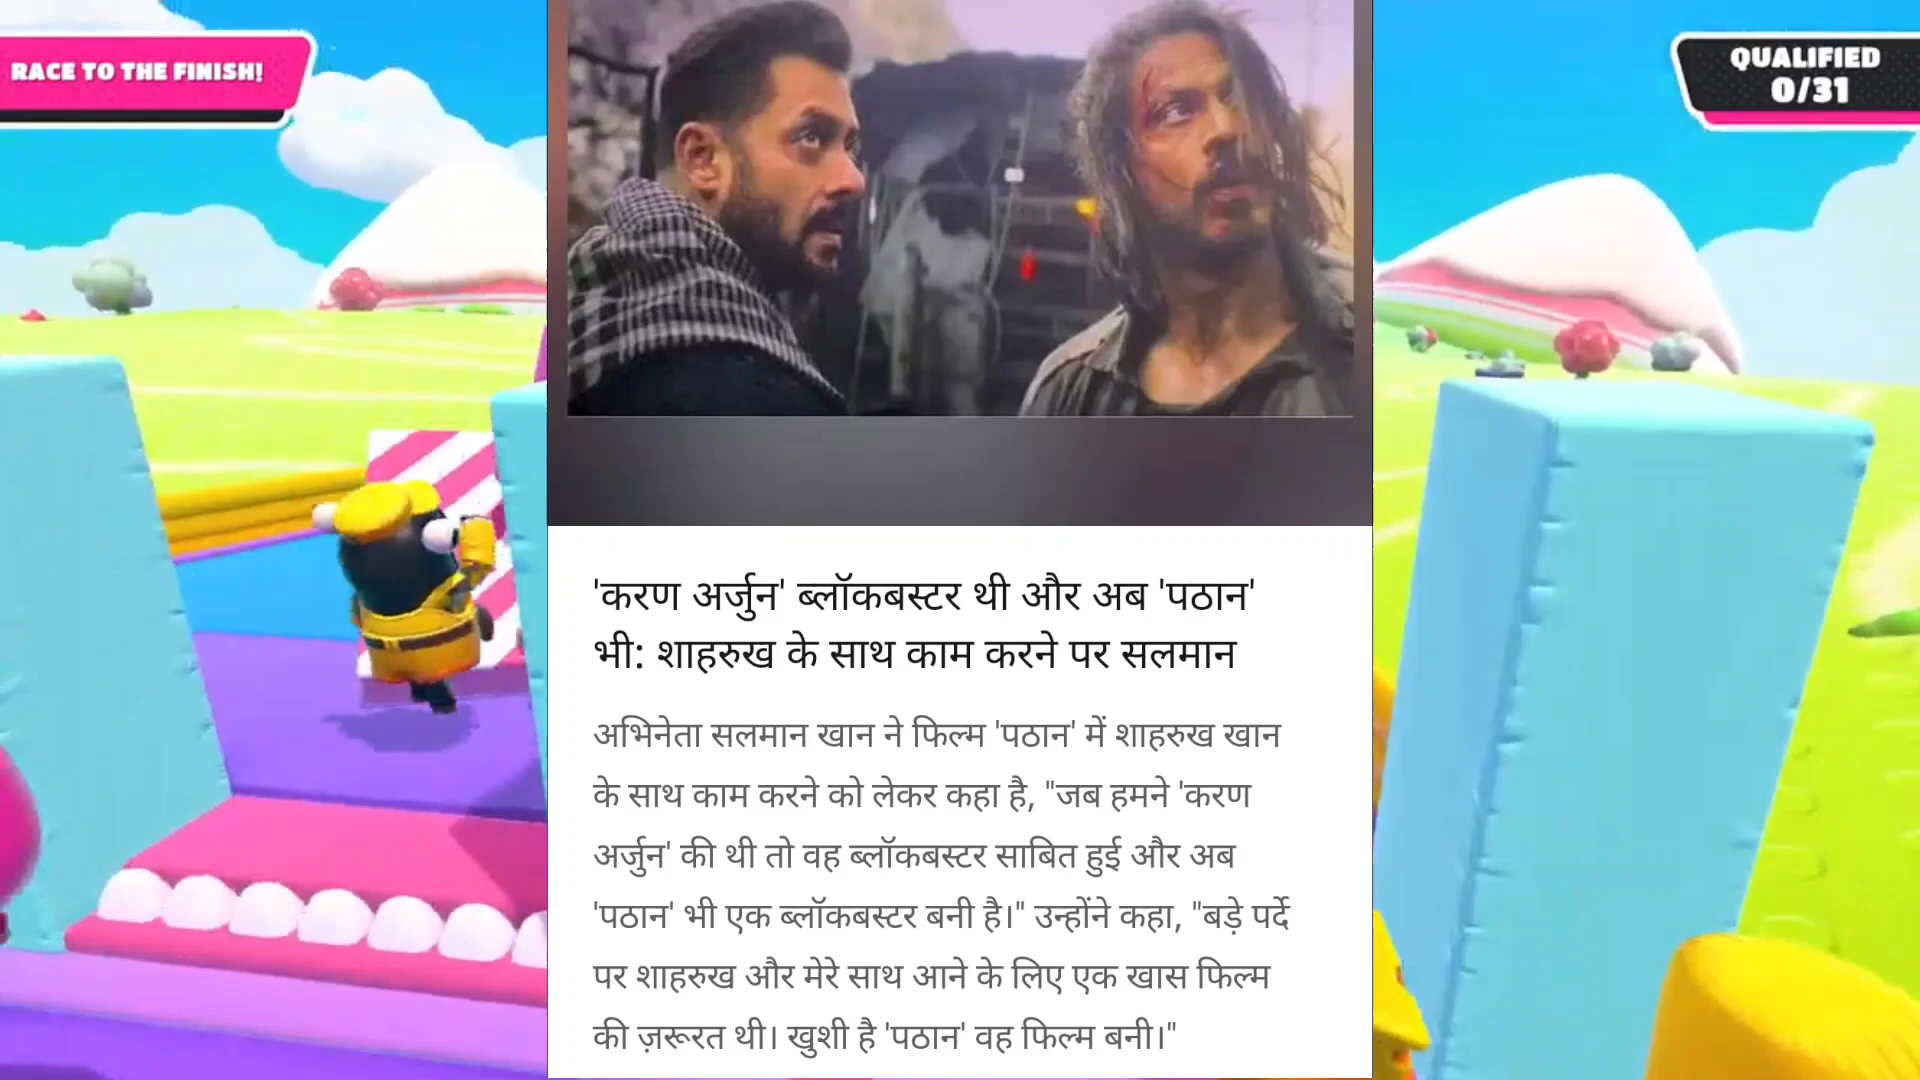 RACE TO THE FINISH!
QUALIFIED
0/31
'करण अर्जुन' ब्लॉकबस्टर थी और अब 'पठान'
भी: शाहरुख के साथ काम करने पर सलमान
अभिनेता सलमान खान ने फिल्म 'पठान' में शाहरुख खान
के साथ काम करने को लेकर कहा है, "जब हमने 'करण
अर्जुन' की थी तो वह ब्लॉकबस्टर साबित हुई और अब
'पठान' भी एक ब्लॉकबस्टर बनी है।" उन्होंने कहा, "बड़े पर्दे
पर शाहरुख और मेरे साथ आने के लिए एक खास फिल्म
की ज़रूरत थी। खुशी है 'पठान' वह फिल्म बनी।"